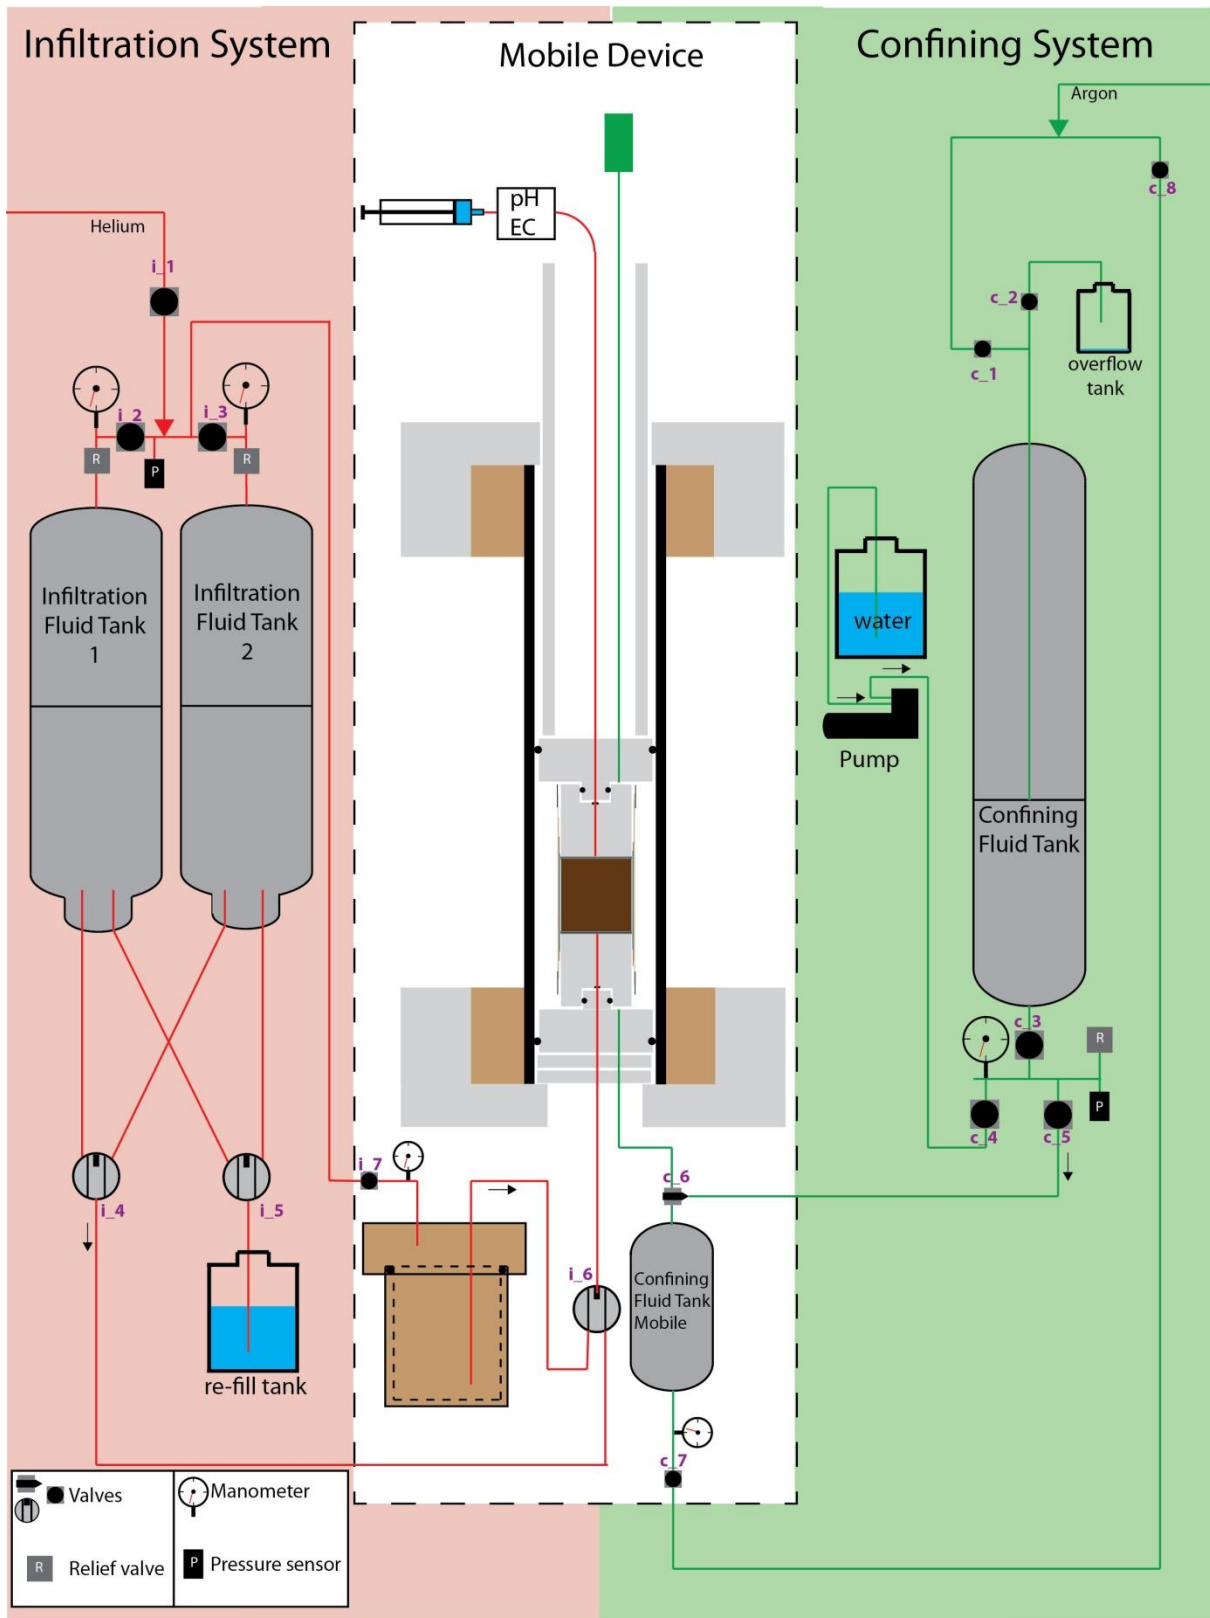 Infiltration System
Mobile Device
Confining System
Argon
c_8
pH
EC
Helium
i_1
c_2
c_1
overflow
tank
i_2
i_3
R
P
R
Infiltration
Fluid Tank
1
Infiltration
Fluid Tank
2
water
Pump
Confining
Fluid Tank
c_3
R
P
c_4
c_5
i_7
c_6
i_4
i_5
i_6
Confining
Fluid Tank
Mobile
re-fill tank
c_7
Valves
Manometer
R
Relief valve
P
Pressure sensor